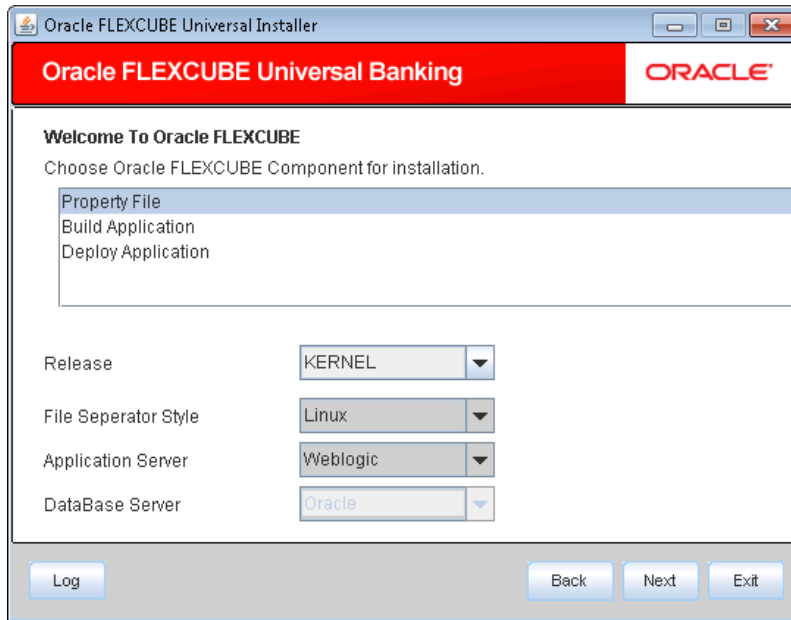 Oracle FLEXCUBE Universal Installer
Oracle FLEXCUBE Universal Banking
ORACLE
Welcome To Oracle FLEXCUBE
Choose Oracle FLEXCUBE Component for installation.
Property File
Build Application
Deploy Application
Release KERNEL
File Seperator Style Linux
Application Server Weblogic
DataBase Server Oracle
Log Back Next Exit